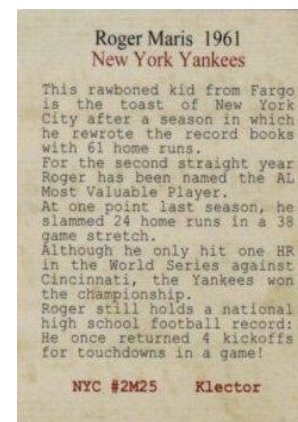 Roger Maris 1961
New York Yankees
This rawboned kid from Fargo
is the toast of New York
City after a season in which
he rewrote the record books
with 61 home runs.
For the second straight year
Roger has been named the AL
Most Valuable Player.
At one point last season, he
slammed 24 home runs in a 38
game stretch.
Although he only hit one HR
in the World Series against
Cincinnati, the Yankees won
the championship.
Roger still holds a national
high school football record:
He once returned 4 kickoffs
for touchdowns in a game!
NYC #2M25 Klector